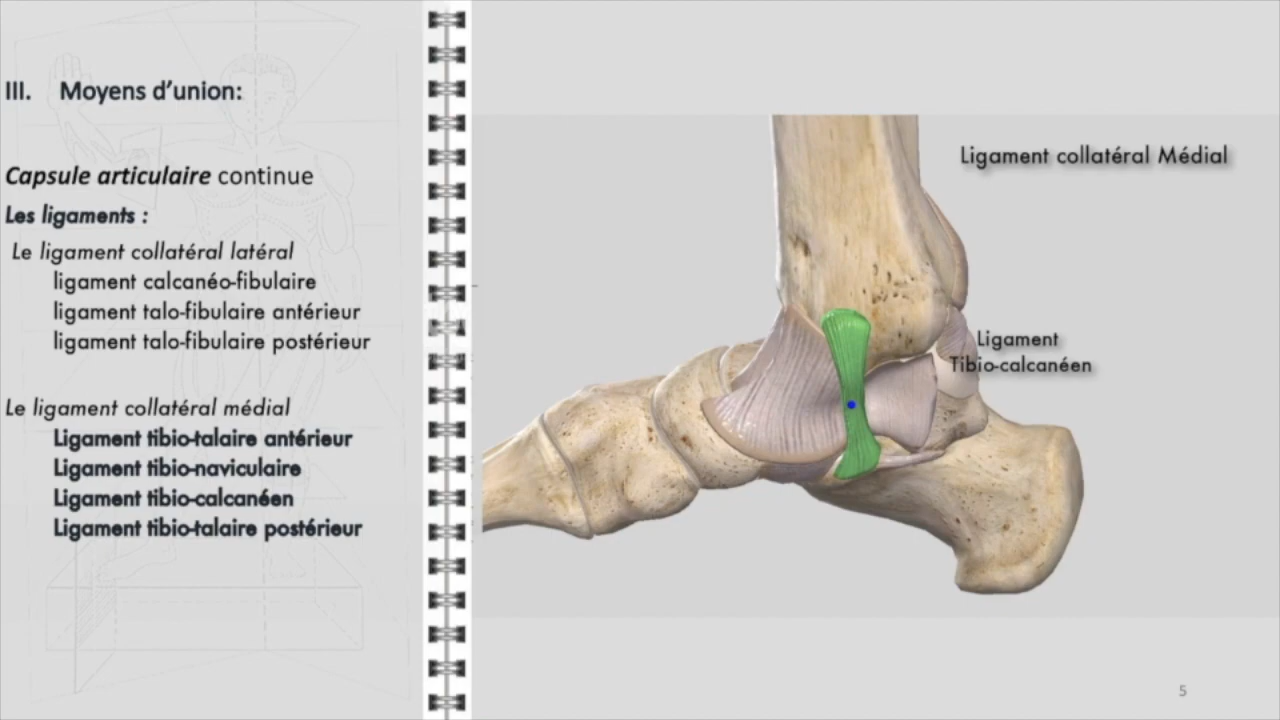 III. Moyens d’union:
Capsule articulaire continue
Les ligaments :
Le ligament collatéral latéral
ligament calcanéo-fibulaire
ligament talo-fibulaire antérieur
ligament talo-fibulaire postérieur
Le ligament collatéral médial
Ligament tibio-talaire antérieur
Ligament tibio-naviculaire
Ligament tibio-calcanéen
Ligament tibio-talaire postérieur
Ligament collatéral Médial
Ligament
Tibio-calcanéen
5